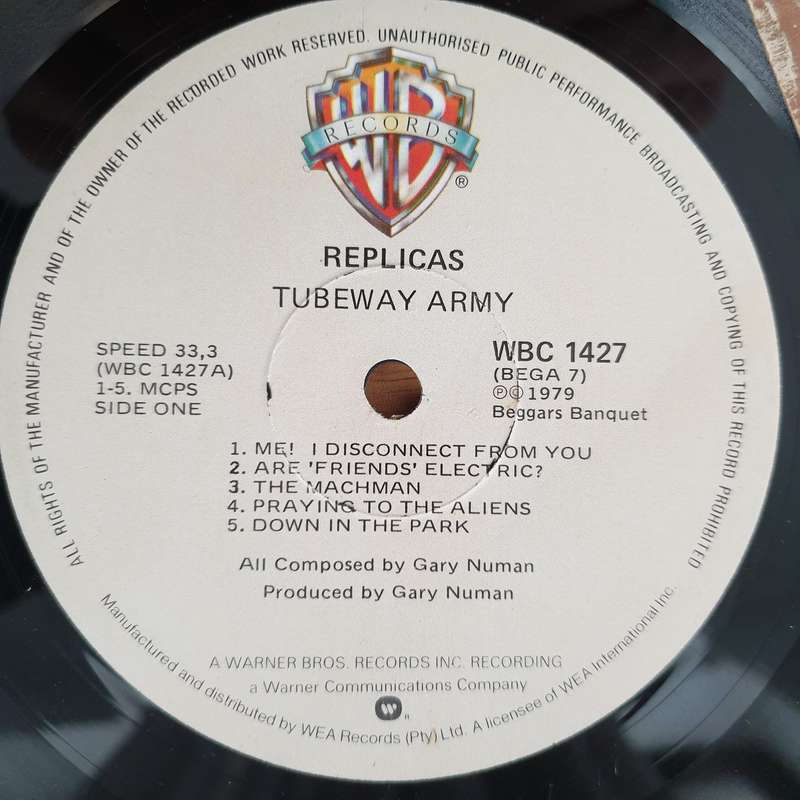 ALL RIGHTS OF THE MANUFACTURER AND OF THE OWNER OF THE RECORDED WORK RESERVED. UNAUTHORISED PUBLIC PERFORMANCE BROADCASTING AND COPYING OF THIS RECORD PROHIBITED
WB
RECORDS
®
REPLICAS
TUBEWAY ARMY
SPEED 33,3
(WBC 1427A)
1-5. MCPS
SIDE ONE
WBC 1427
(BEGA 7)
Ⓟ©1979
Beggars Banquet
1. ME! I DISCONNECT FROM YOU
2. ARE 'FRIENDS' ELECTRIC?
3. THE MACHMAN
4. PRAYING TO THE ALIENS
5. DOWN IN THE PARK
All Composed by Gary Numan
Produced by Gary Numan
A WARNER BROS. RECORDS INC. RECORDING
a Warner Communications Company
Manufactured and distributed by WEA Records (Pty) Ltd. A licensee of WEA International Inc.